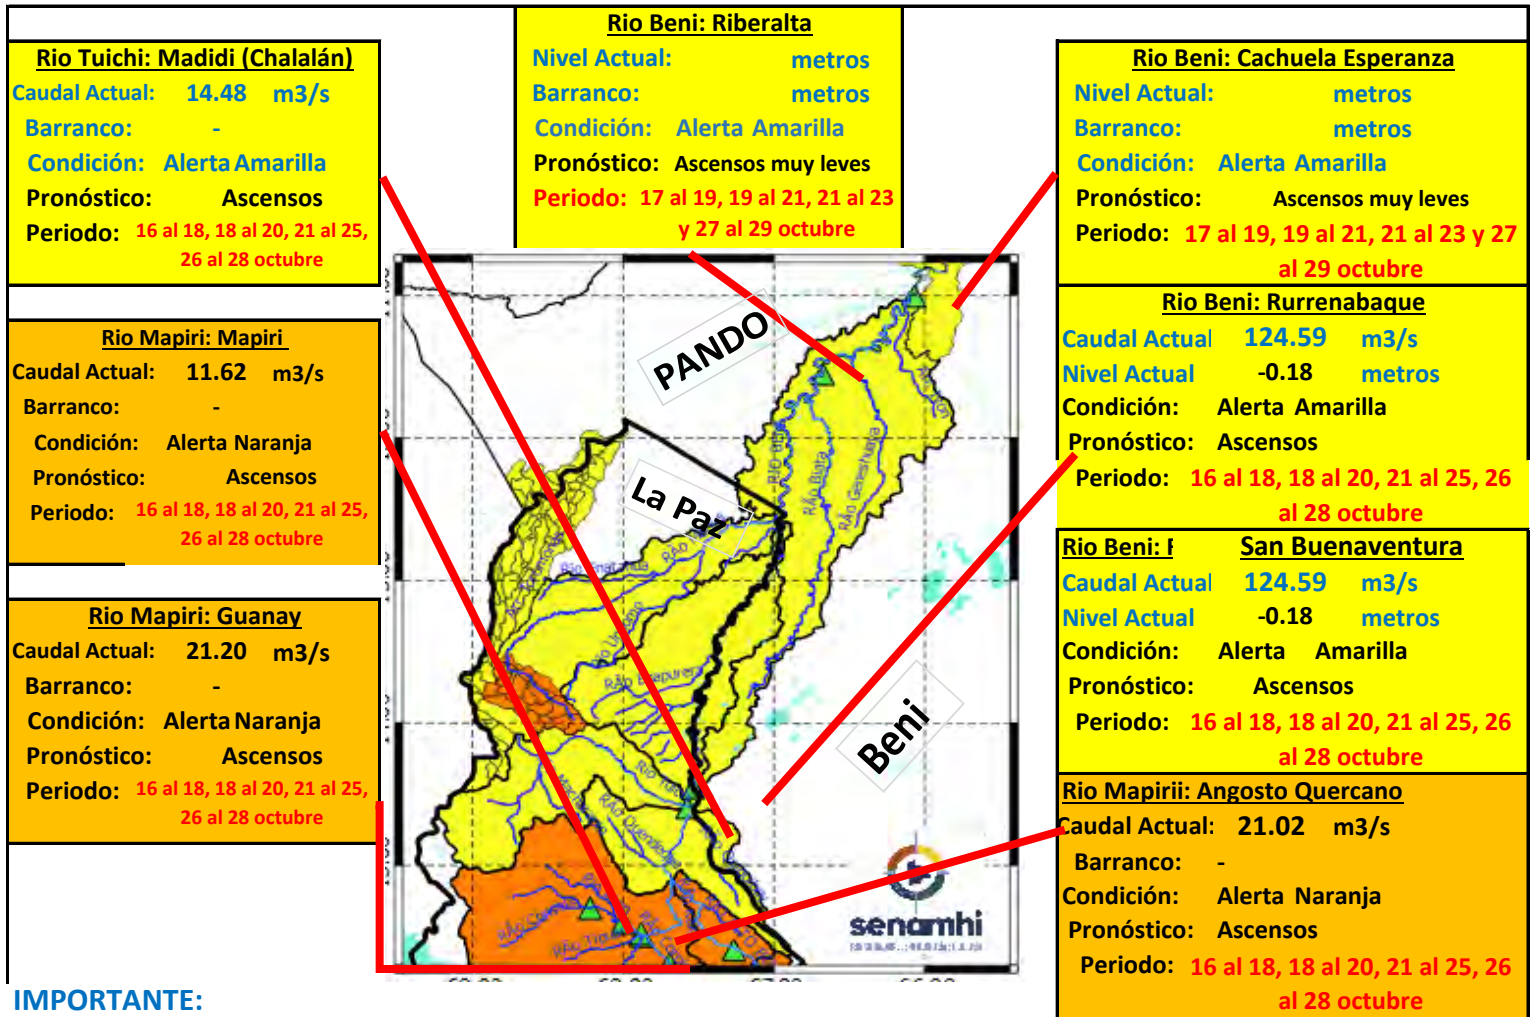 Rio Tuichi: Madidi (Chalalán)
Caudal Actual: 14.48 m3/s
Barranco: -
Condición: Alerta Amarilla
Pronóstico: Ascensos
Periodo: 16 al 18, 18 al 20, 21 al 25,
26 al 28 octubre
Rio Mapiri: Mapiri
Caudal Actual: 11.62 m3/s
Barranco: -
Condición: Alerta Naranja
Pronóstico: Ascensos
Periodo: 16 al 18, 18 al 20, 21 al 25,
26 al 28 octubre
Rio Mapiri: Guanay
Caudal Actual: 21.20 m3/s
Barranco: -
Condición: Alerta Naranja
Pronóstico: Ascensos
Periodo: 16 al 18, 18 al 20, 21 al 25,
26 al 28 octubre
Rio Beni: Riberalta
Nivel Actual: metros
Barranco: metros
Condición: Alerta Amarilla
Pronóstico: Ascensos muy leves
Periodo: 17 al 19, 19 al 21, 21 al 23
y 27 al 29 octubre
PANDO
La Paz
Beni
RÃo Biata
RÃo Geneshuaya
senamhi
Rio Beni: Cachuela Esperanza
Nivel Actual: metros
Barranco: metros
Condición: Alerta Amarilla
Pronóstico: Ascensos muy leves
Periodo: 17 al 19, 19 al 21, 21 al 23 y 27
al 29 octubre
Rio Beni: Rurrenabaque
Caudal Actual 124.59 m3/s
Nivel Actual -0.18 metros
Condición: Alerta Amarilla
Pronóstico: Ascensos
Periodo: 16 al 18, 18 al 20, 21 al 25, 26
al 28 octubre
Rio Beni: San Buenaventura
Caudal Actual 124.59 m3/s
Nivel Actual -0.18 metros
Condición: Alerta Amarilla
Pronóstico: Ascensos
Periodo: 16 al 18, 18 al 20, 21 al 25, 26
al 28 octubre
Rio Mapirii: Angosto Quercano
Caudal Actual: 21.02 m3/s
Barranco: -
Condición: Alerta Naranja
Pronóstico: Ascensos
Periodo: 16 al 18, 18 al 20, 21 al 25, 26
al 28 octubre
IMPORTANTE: